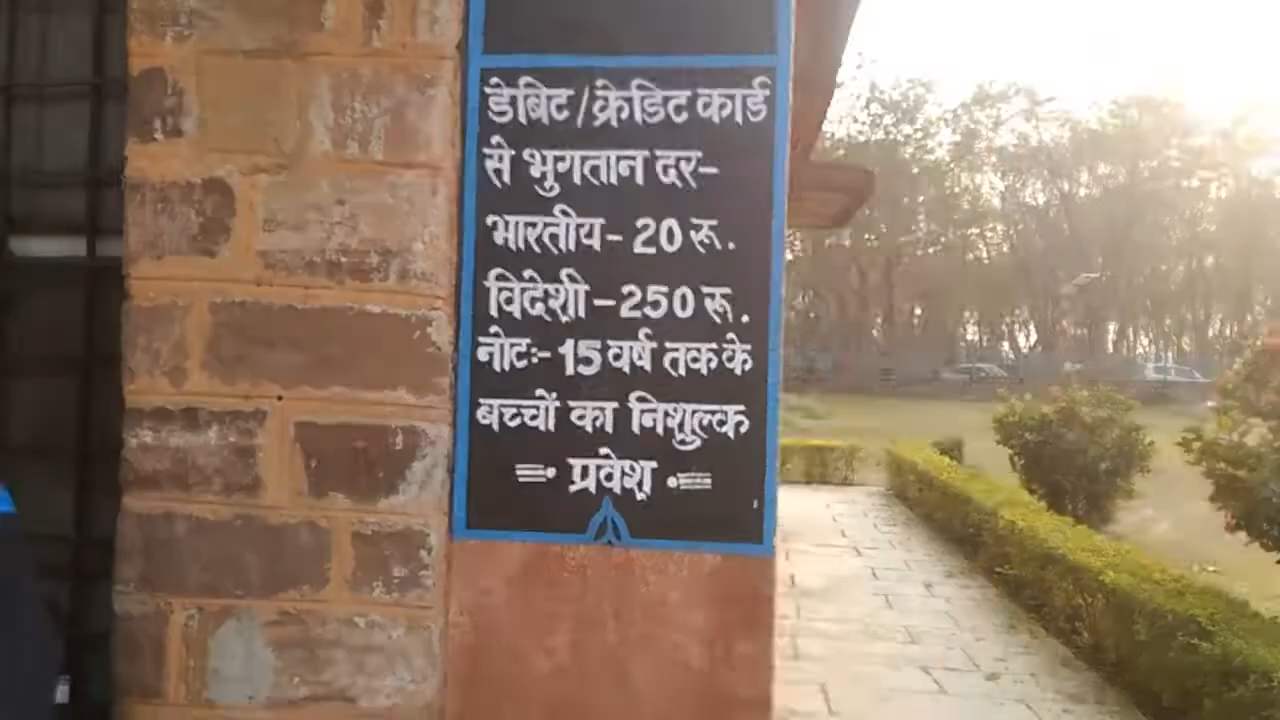 डेबिट/क्रेडिट कार्ड
से भुगतान दर-
भारतीय- 20 रू.
विदेशी-250 रू.
नोटः- 15 वर्ष तक के
बच्चों का निशुल्क
प्रवेश